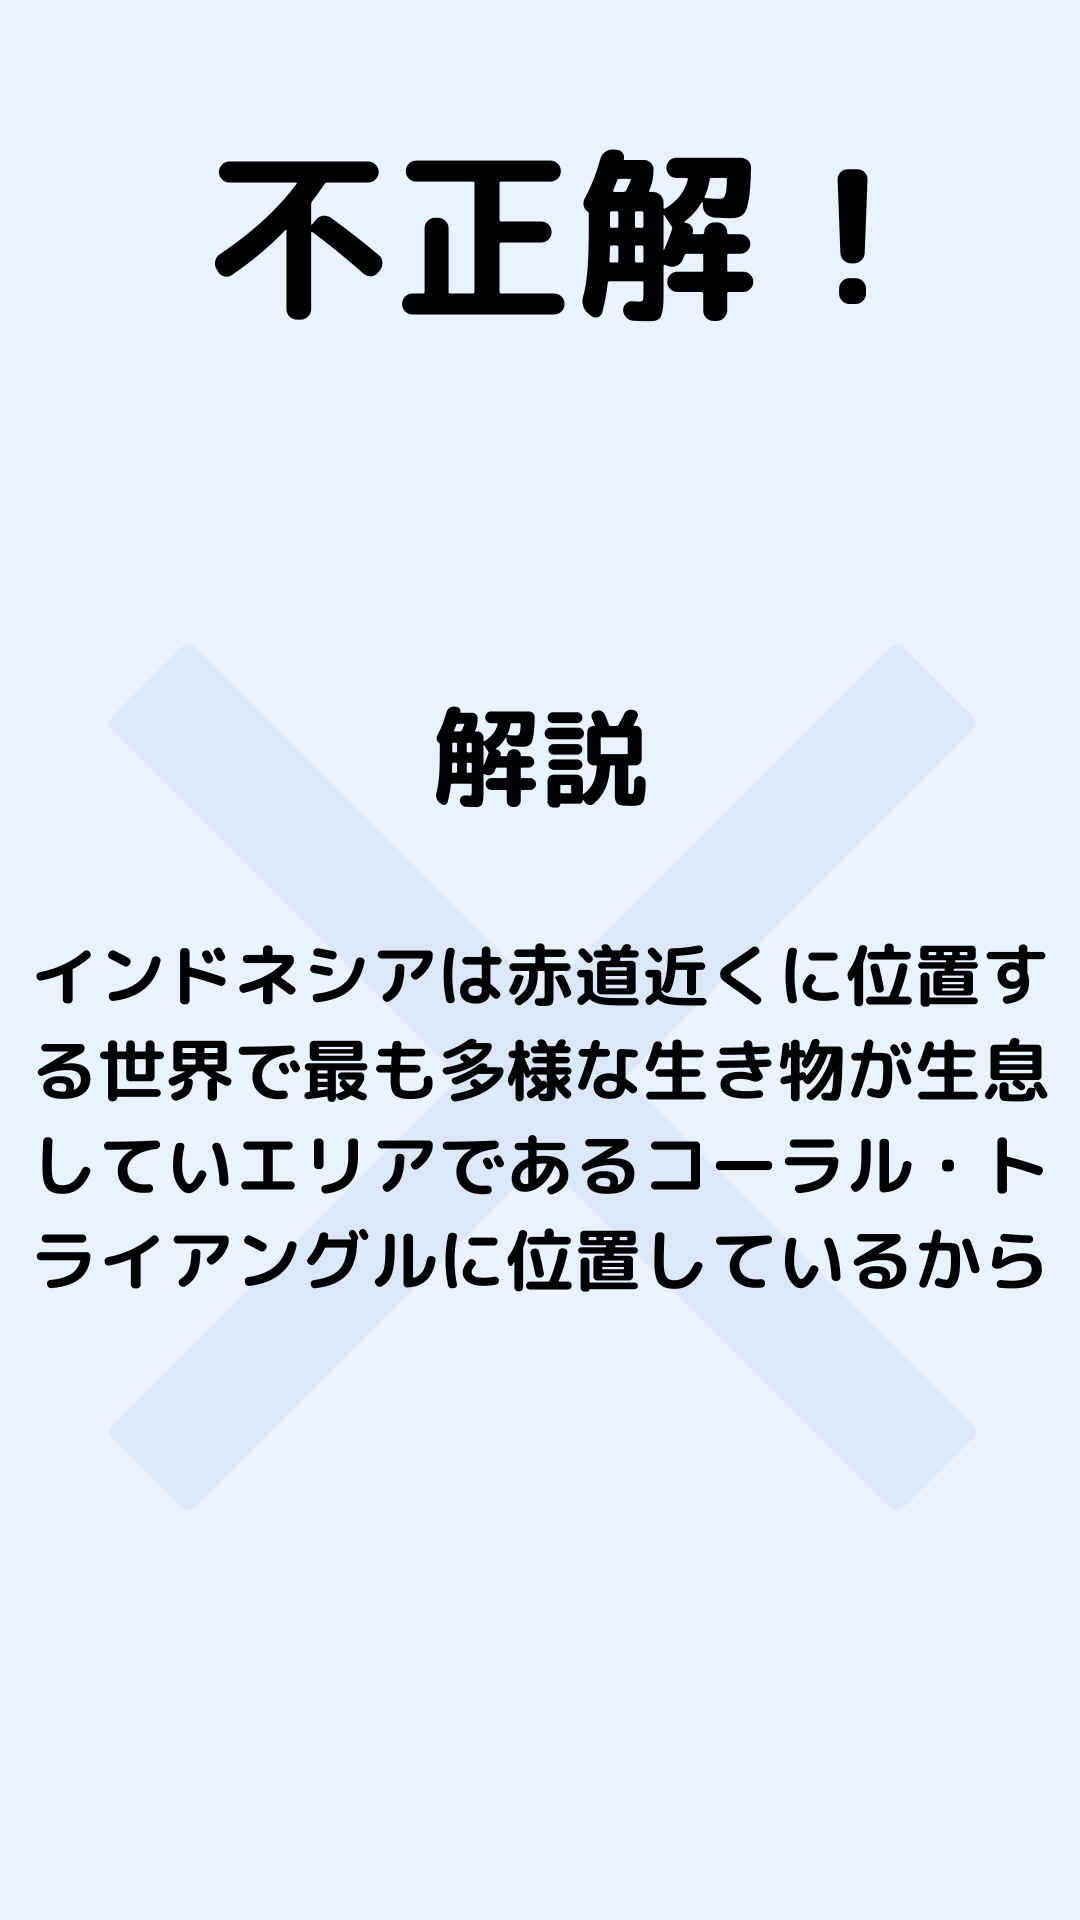 不正解！
解説
インドネシアは赤道近くに位置す
る世界で最も多様な生き物が生息
していエリアであるコーラル・ト
ライアングルに位置しているから